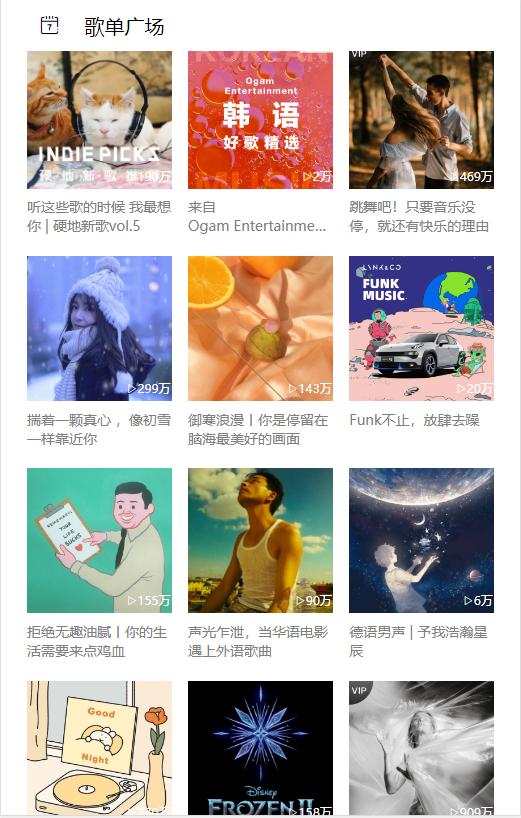 7
歌单广场
INDIE PICKS
硬·地·新·歌·推
▷190万
KOREAN
Ogam
Entertainment
韩语
好歌精选
▷2万
VIP
▷469万
听这些歌的时候 我最想
你 | 硬地新歌vol.5
来自
Ogam Entertainme...
跳舞吧！只要音乐没
停，就还有快乐的理由
▷299万
▷143万
LYNK&CO
FUNK
MUSIC
▷20万
揣着一颗真心 ，像初雪
一样靠近你
御寒浪漫丨你是停留在
脑海最美好的画面
Funk不止，放肆去躁
YOUR
LIFE
SUCKS
▷155万
▷90万
▷6万
拒绝无趣油腻丨你的生
活需要来点鸡血
声光乍泄，当华语电影
遇上外语歌曲
德语男声 | 予我浩瀚星
辰
Good
Night
Disney
FROZEN II
▷158万
VIP
▷909万